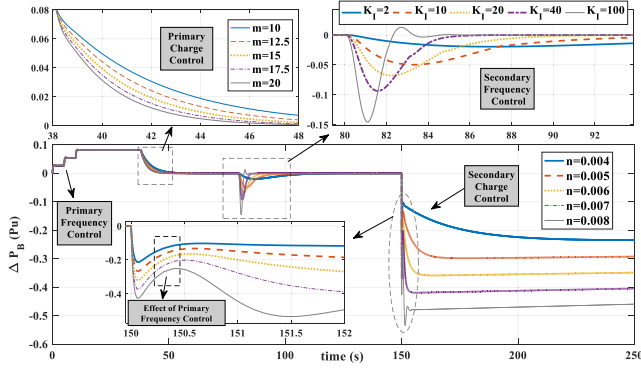 0.08
0.06
0.04
0.02
0
38
40
42
44
46
48
Primary
Charge
Control
m=10
m=12.5
m=15
m=17.5
m=20
K_I=2
K_I=10
K_I=20
K_I=40
K_I=100
0
-0.05
-0.1
-0.15
80
82
84
86
88
90
92
Secondary
Frequency
Control
0.1
0
-0.1
-0.2
-0.3
-0.4
-0.5
-0.6
Δ P_B (Pu)
Primary
Frequency
Control
Secondary
Charge
Control
n=0.004
n=0.005
n=0.006
n=0.007
n=0.008
0
-0.2
-0.4
150
150.5
151
151.5
152
Effect of Primary
Frequency Control
0
50
100
150
200
250
time (s)